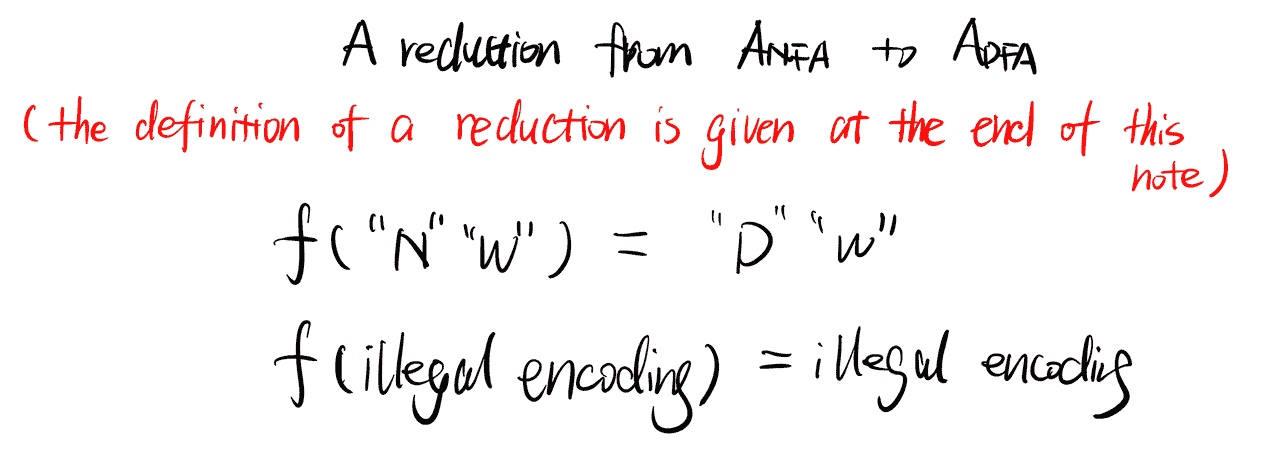 A reduction from ANFA to ADFA
(the definition of a reduction is given at the end of this
note)
f("N" "w") = "D" "w"
f(illegal encoding) = illegal encoding